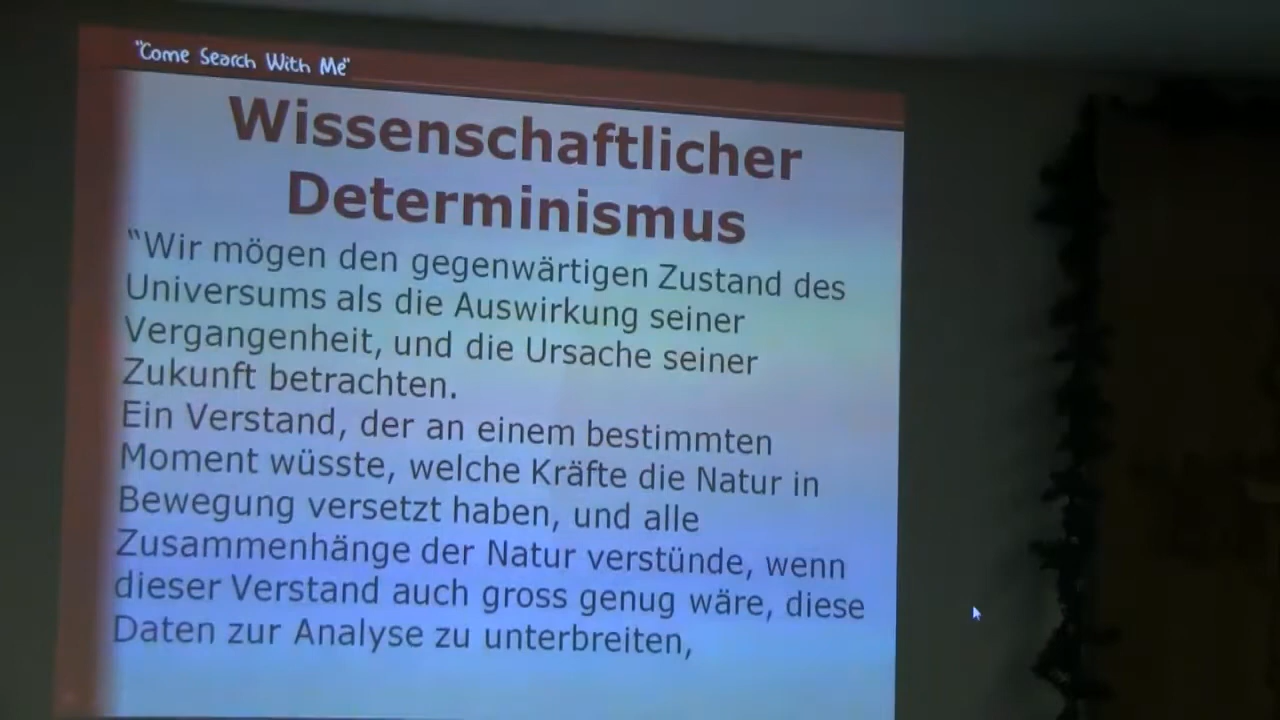 "Come Search With Me"
Wissenschaftlicher
Determinismus
“Wir mögen den gegenwärtigen Zustand des
Universums als die Auswirkung seiner
Vergangenheit, und die Ursache seiner
Zukunft betrachten.
Ein Verstand, der an einem bestimmten
Moment wüsste, welche Kräfte die Natur in
Bewegung versetzt haben, und alle
Zusammenhänge der Natur verstünde, wenn
dieser Verstand auch gross genug wäre, diese
Daten zur Analyse zu unterbreiten,